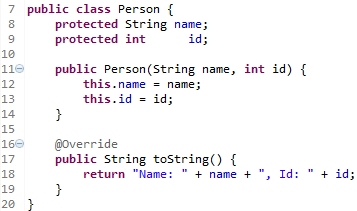 7 public class Person {
8     protected String name;
9     protected int      id;
10
11     public Person(String name, int id) {
12         this.name = name;
13         this.id = id;
14     }
15
16     @Override
17     public String toString() {
18         return "Name: " + name + ", Id: " + id;
19     }
20 }